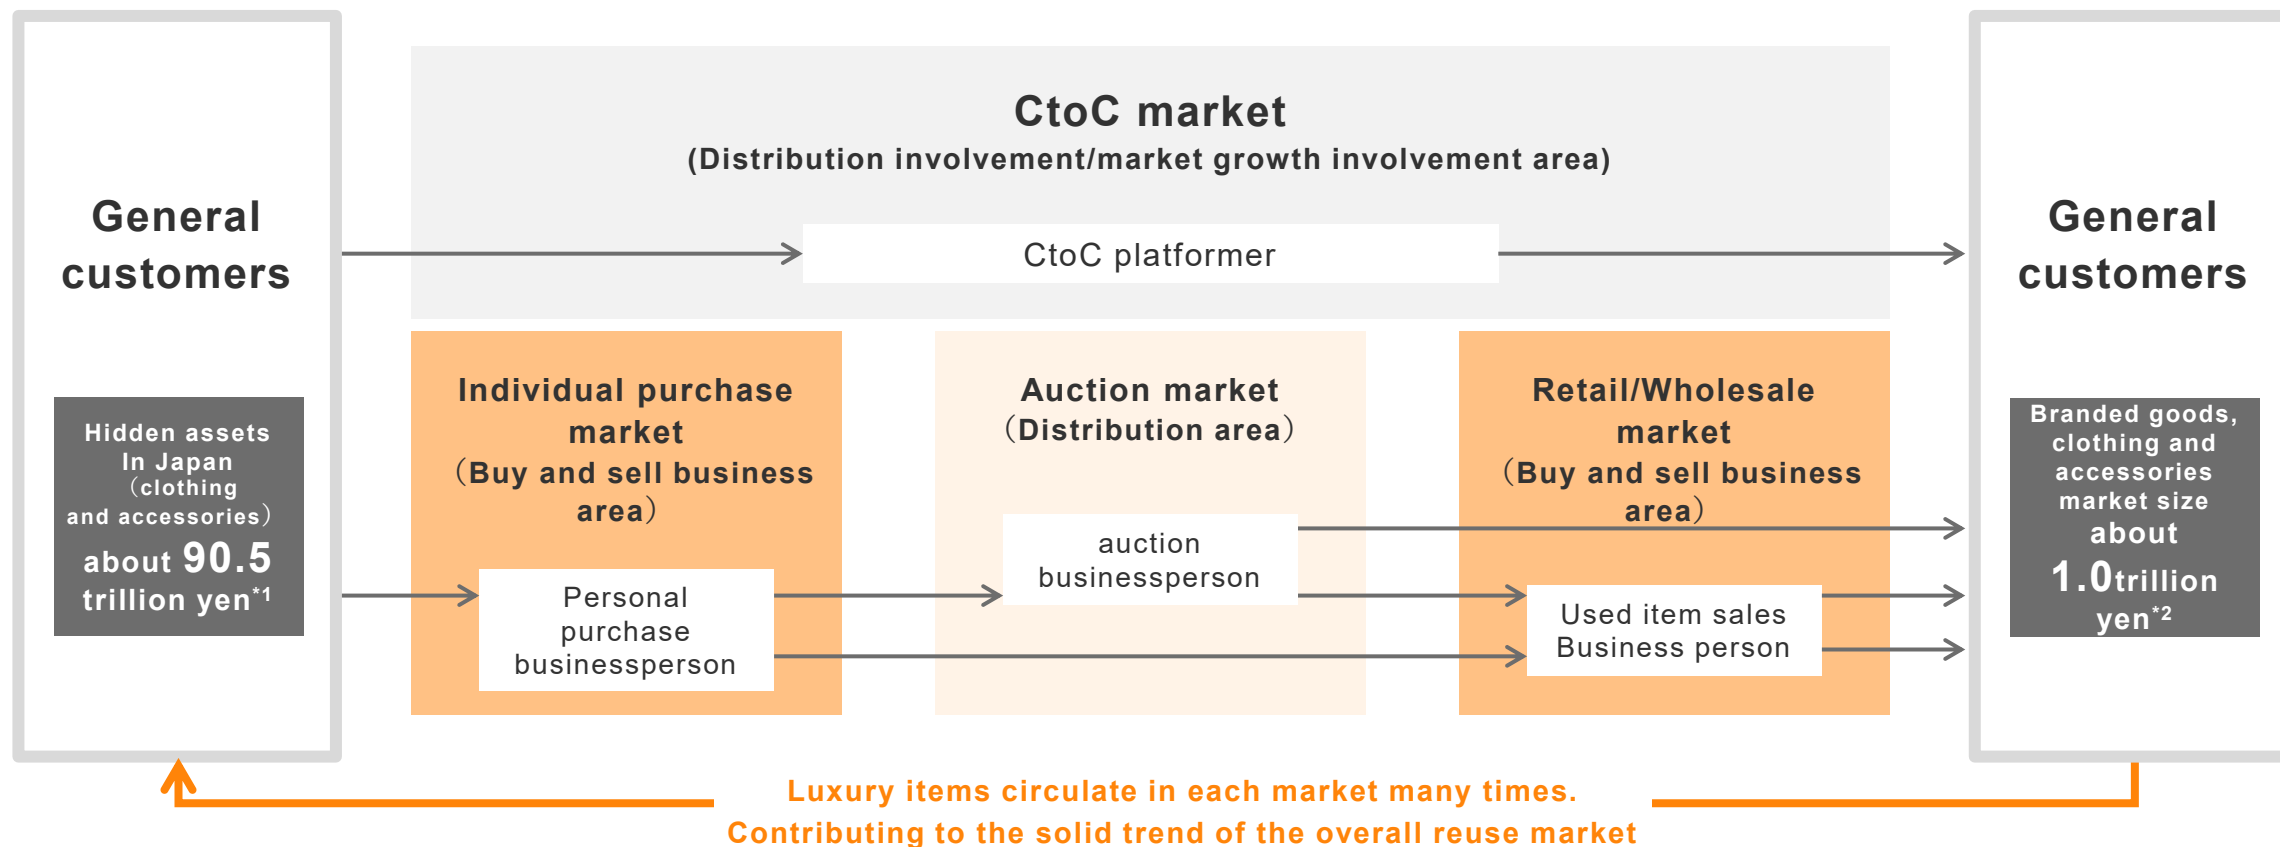 General
customers
Hidden assets
In Japan
（clothing
and accessories）
about 90.5
trillion yen*1
CtoC market
(Distribution involvement/market growth involvement area)
CtoC platformer
Individual purchase
market
（Buy and sell business
area）
Personal
purchase
businessperson
Auction market
（Distribution area）
auction
businessperson
Retail/Wholesale
market
（Buy and sell business
area）
Used item sales
Business person
General
customers
Branded goods,
clothing and
accessories
market size
about
1.0trillion
yen*2
Luxury items circulate in each market many times.
Contributing to the solid trend of the overall reuse market